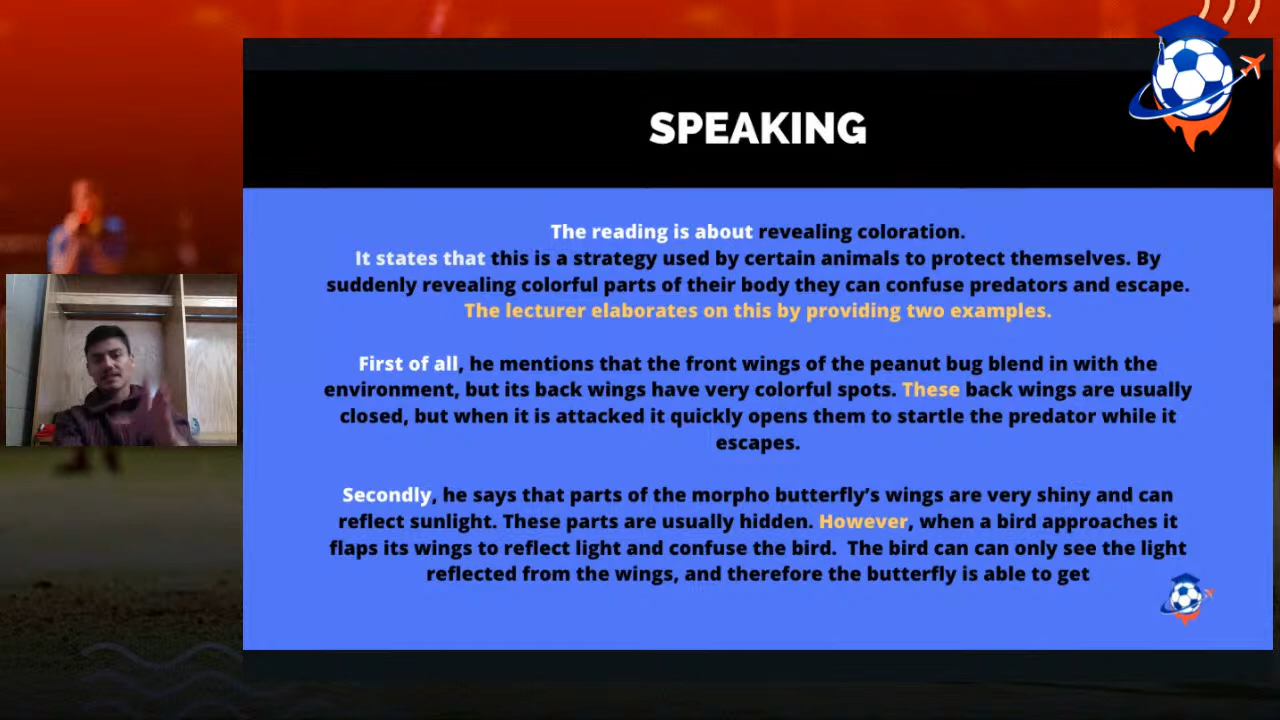 SPEAKING
The reading is about revealing coloration.
It states that this is a strategy used by certain animals to protect themselves. By
suddenly revealing colorful parts of their body they can confuse predators and escape.
The lecturer elaborates on this by providing two examples.
First of all, he mentions that the front wings of the peanut bug blend in with the
environment, but its back wings have very colorful spots. These back wings are usually
closed, but when it is attacked it quickly opens them to startle the predator while it
escapes.
Secondly, he says that parts of the morpho butterfly’s wings are very shiny and can
reflect sunlight. These parts are usually hidden. However, when a bird approaches it
flaps its wings to reflect light and confuse the bird.  The bird can can only see the light
reflected from the wings, and therefore the butterfly is able to get